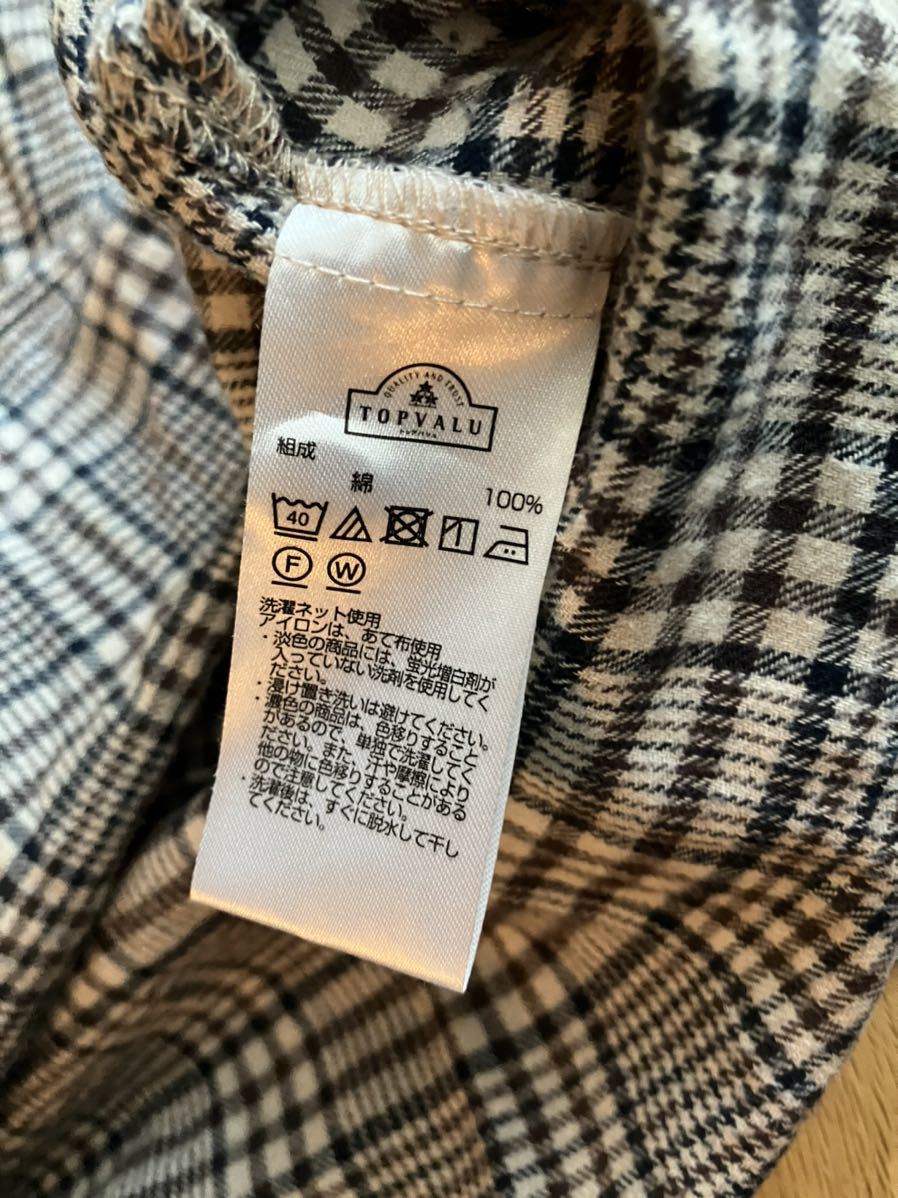 QUALITY AND TRUST
TOPVALU
トップバリュ
組成
綿 100%
40
F W
洗濯ネット使用
アイロンは、あて布使用
・淡色の商品には、蛍光増白剤が
入っていない洗剤を使用して
ください。
・浸け置き洗いは避けてください。
・濃色の商品は、色移りすること
があるので、単独で洗濯してく
ださい。また、汗や摩擦により
他の物に色移りすることがある
ので注意してください。
・洗濯後は、すぐに脱水して干し
てください。